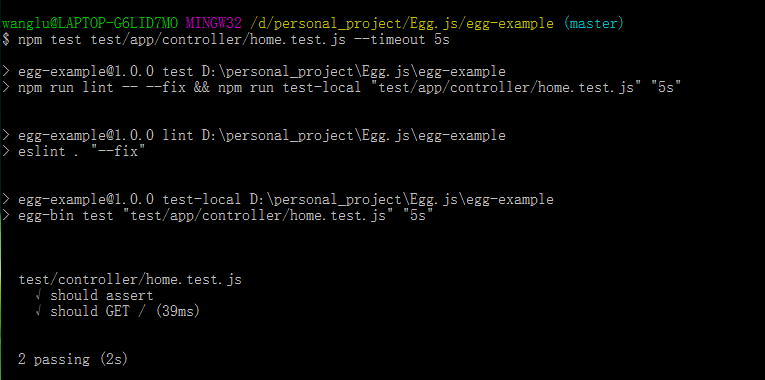 wanglu@LAPTOP-G6LID7MO MINGW32 /d/personal_project/Egg.js/egg-example (master)
$ npm test test/app/controller/home.test.js --timeout 5s
> egg-example@1.0.0 test D:\personal_project\Egg.js\egg-example
> npm run lint -- --fix && npm run test-local "test/app/controller/home.test.js" "5s"
> egg-example@1.0.0 lint D:\personal_project\Egg.js\egg-example
> eslint . "--fix"
> egg-example@1.0.0 test-local D:\personal_project\Egg.js\egg-example
> egg-bin test "test/app/controller/home.test.js" "5s"
test/controller/home.test.js
√ should assert
√ should GET / (39ms)
2 passing (2s)